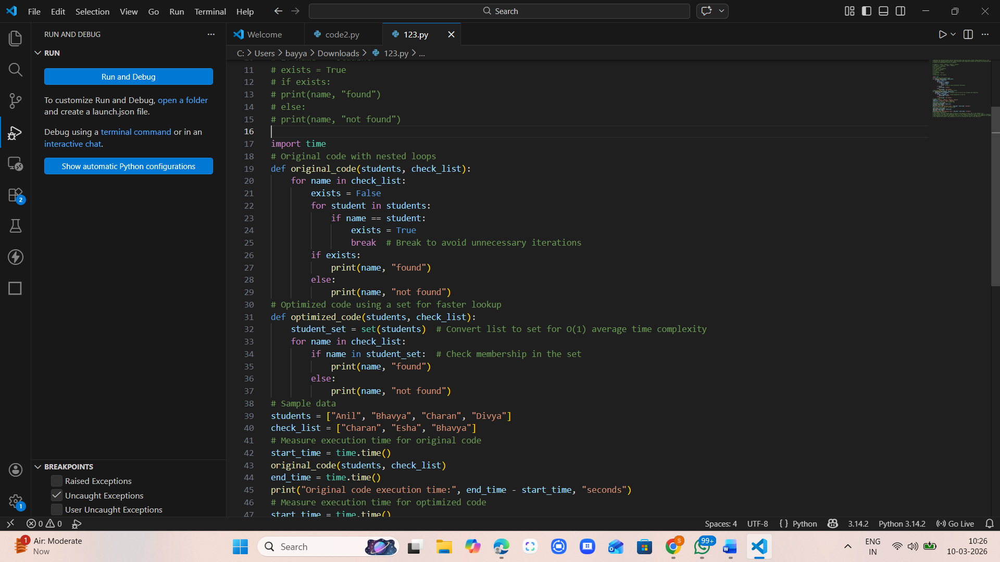 File Edit Selection View Go Run Terminal Help
Search
RUN AND DEBUG
RUN
Run and Debug
To customize Run and Debug, open a folder
and create a launch.json file.
Debug using a terminal command or in an
interactive chat.
Show automatic Python configurations
2
BREAKPOINTS
Raised Exceptions
Uncaught Exceptions
User Uncaught Exceptions
1
Welcome
code2.py
123.py
C: > Users > bayya > Downloads > 123.py > ...
11 # exists = True
12 # if exists:
13 # print(name, "found")
14 # else:
15 # print(name, "not found")
16
17 import time
18 # Original code with nested loops
19 def original_code(students, check_list):
20 for name in check_list:
21 exists = False
22 for student in students:
23 if name == student:
24 exists = True
25 break # Break to avoid unnecessary iterations
26 if exists:
27 print(name, "found")
28 else:
29 print(name, "not found")
30 # Optimized code using a set for faster lookup
31 def optimized_code(students, check_list):
32 student_set = set(students) # Convert list to set for O(1) average time complexity
33 for name in check_list:
34 if name in student_set: # Check membership in the set
35 print(name, "found")
36 else:
37 print(name, "not found")
38 # Sample data
39 students = ["Anil", "Bhavya", "Charan", "Divya"]
40 check_list = ["Charan", "Esha", "Bhavya"]
41 # Measure execution time for original code
42 start_time = time.time()
43 original_code(students, check_list)
44 end_time = time.time()
45 print("Original code execution time:", end_time - start_time, "seconds")
46 # Measure execution time for optimized code
47 start_time = time.time()
0 0
Spaces: 4 UTF-8 {} Python 3.14.2 Python 3.14.2 Go Live
1
Air: Moderate
Now
Search
S
99+
ENG
IN
10:26
10-03-2026